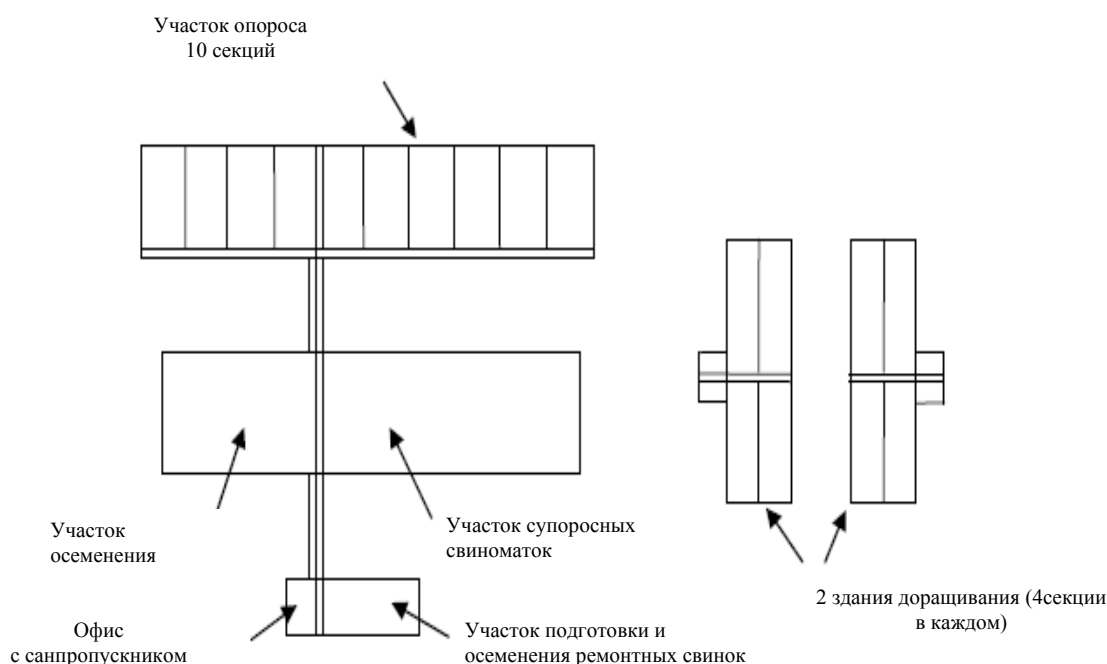 Участок опороса
10 секций
Участок
осеменения
Участок супоросных
свиноматок
2 здания доращивания (4секции
в каждом)
Офис
с санпропускником
Участок подготовки и
осеменения ремонтных свинок